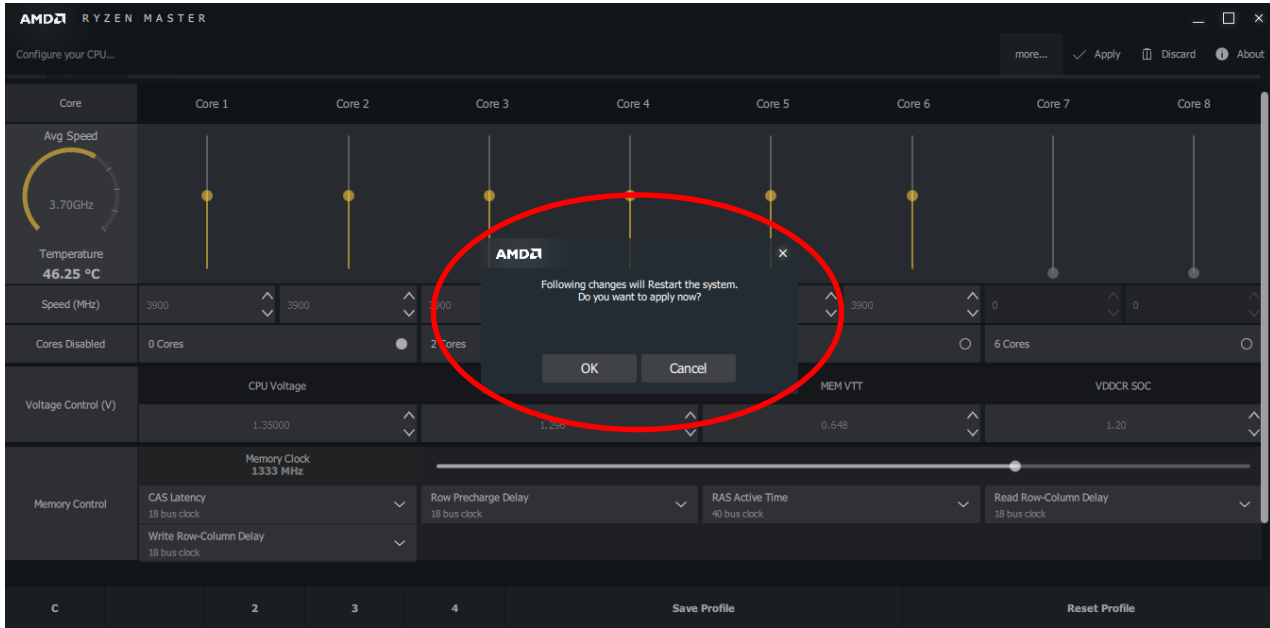 AMD RYZEN MASTER
Configure your CPU...
more...
Apply
Discard
About
Core
Core 1
Core 2
Core 3
Core 4
Core 5
Core 6
Core 7
Core 8
Avg Speed
3.70GHz
Temperature
46.25 °C
AMD
Following changes will Restart the system.
Do you want to apply now?
OK
Cancel
Speed (MHz)
3900
3900
3900
3900
0
0
Cores Disabled
0 Cores
2 Cores
6 Cores
Voltage Control (V)
CPU Voltage
MEM VTT
VDDCR SOC
1.35000
1.296
0.648
1.20
Memory Control
Memory Clock
1333 MHz
CAS Latency
18 bus clock
Row Precharge Delay
18 bus clock
RAS Active Time
40 bus clock
Read Row-Column Delay
18 bus clock
Write Row-Column Delay
18 bus clock
C
2
3
4
Save Profile
Reset Profile